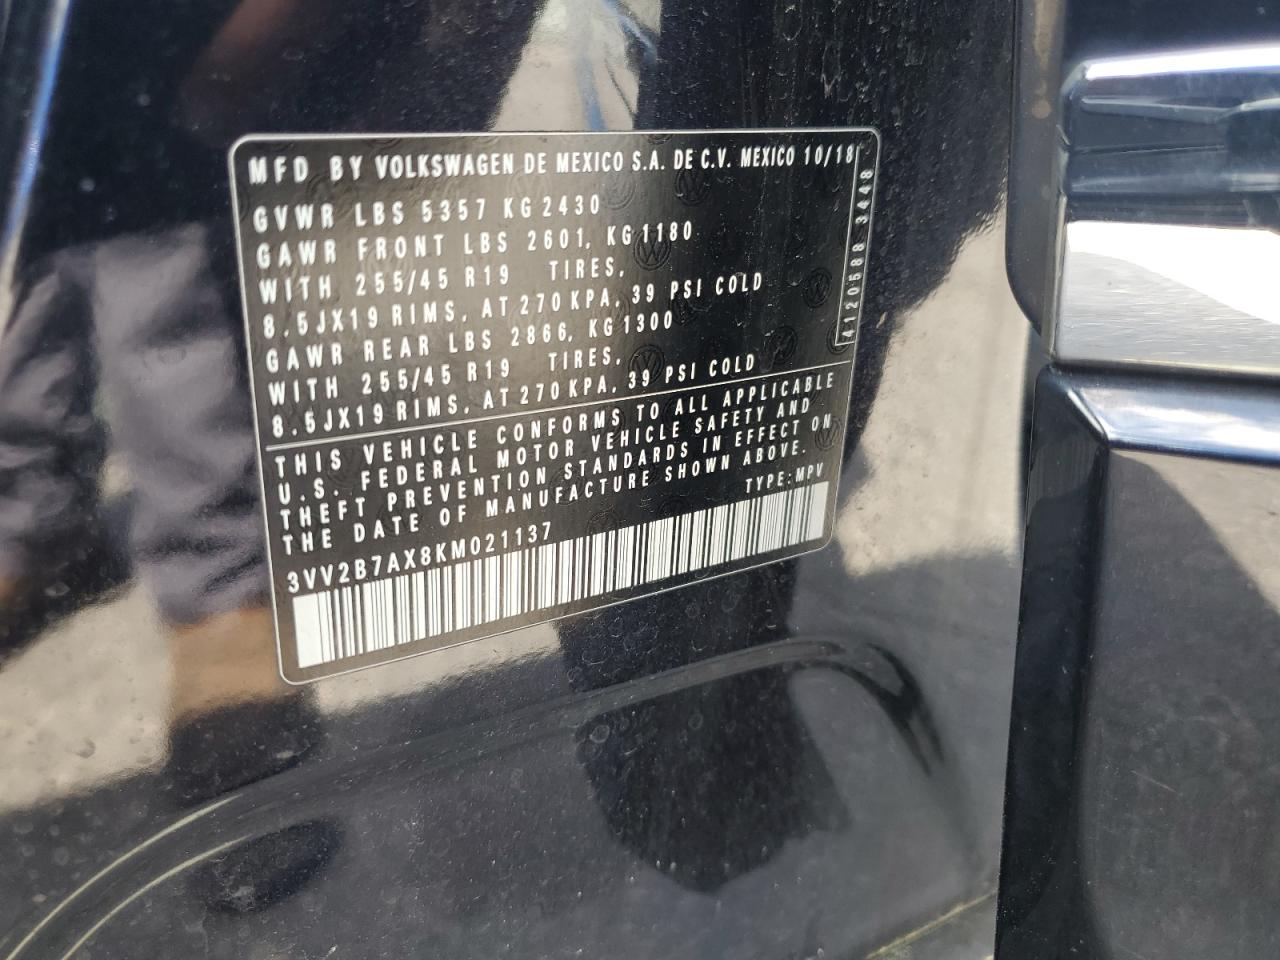 MFD BY VOLKSWAGEN DE MEXICO S.A. DE C.V. MEXICO 10/18
GVWR LBS 5357 KG 2430
GAWR FRONT LBS 2601, KG 1180
WITH 255/45 R19 TIRES,
8.5JX19 RIMS, AT 270 KPA, 39 PSI COLD
GAWR REAR LBS 2866, KG 1300
WITH 255/45 R19 TIRES,
8.5JX19 RIMS, AT 270 KPA, 39 PSI COLD
THIS VEHICLE CONFORMS TO ALL APPLICABLE
U.S. FEDERAL MOTOR VEHICLE SAFETY AND
THEFT PREVENTION STANDARDS IN EFFECT ON
THE DATE OF MANUFACTURE SHOWN ABOVE.
3VV2B7AX8KM021137 TYPE: MPV
4120588 3448